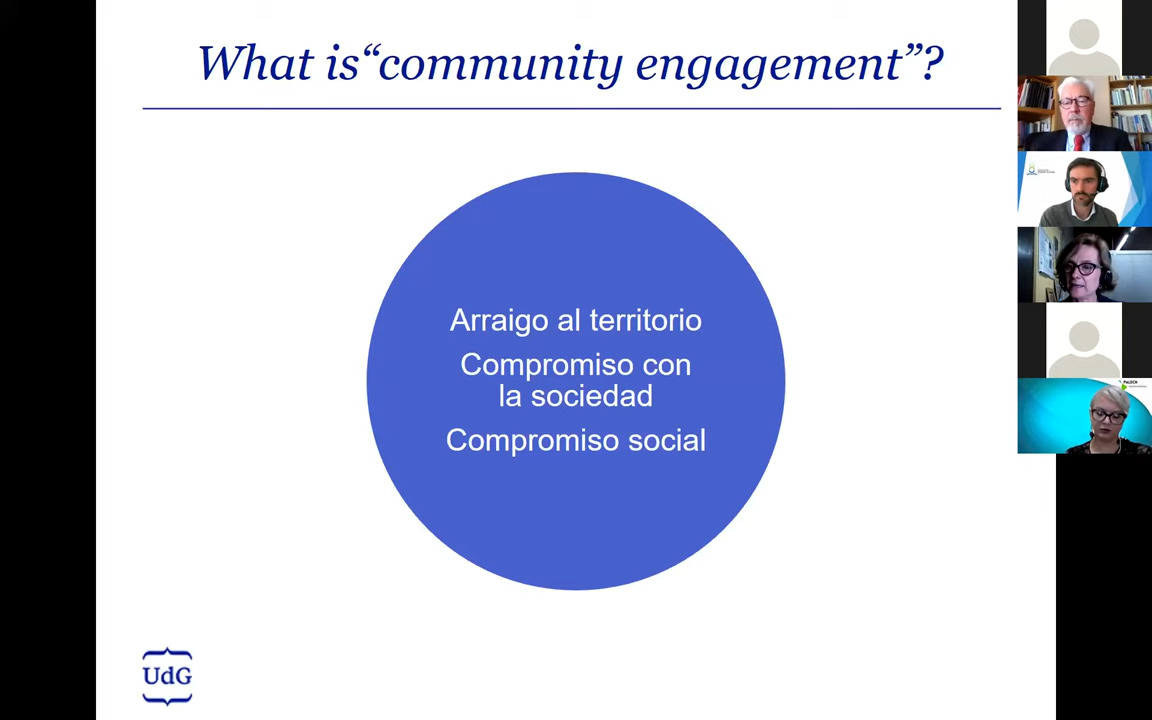 What is“community engagement”?
Arraigo al territorio
Compromiso con
la sociedad
Compromiso social
UdG